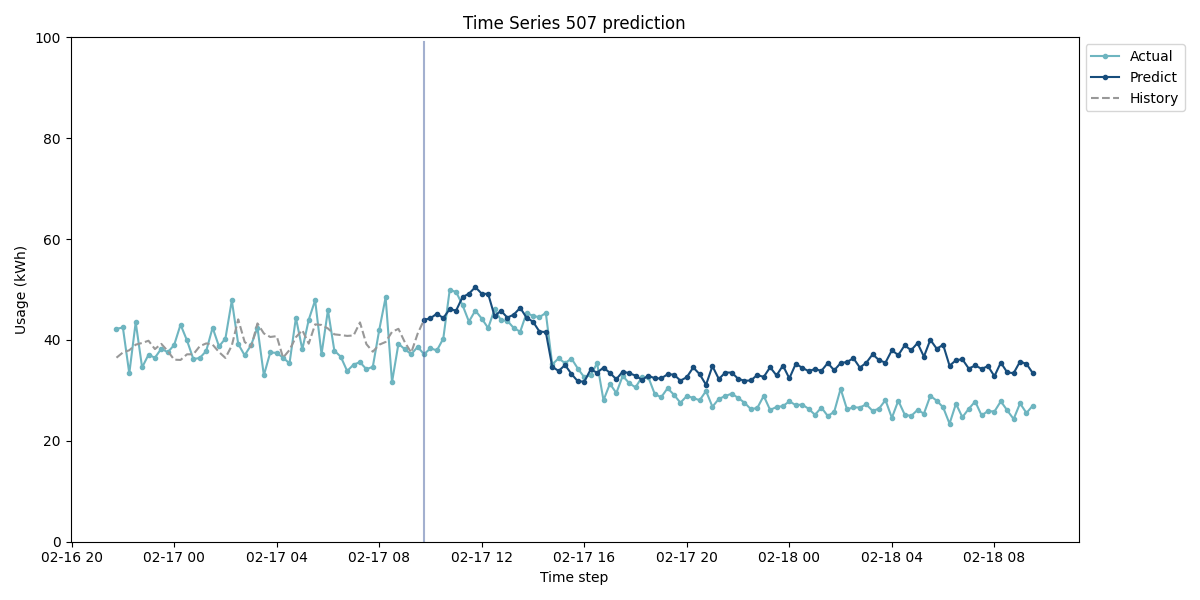 Time Series 507 prediction
100
80
60
40
20
0
Usage (kWh)
02-16 20
02-17 00
02-17 04
02-17 08
02-17 12
02-17 16
02-17 20
02-18 00
02-18 04
02-18 08
Time step
Actual
Predict
History